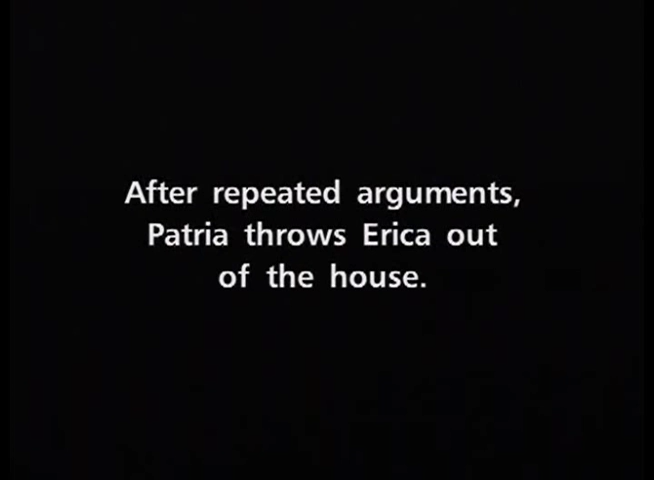 After repeated arguments,
Patria throws Erica out
of the house.